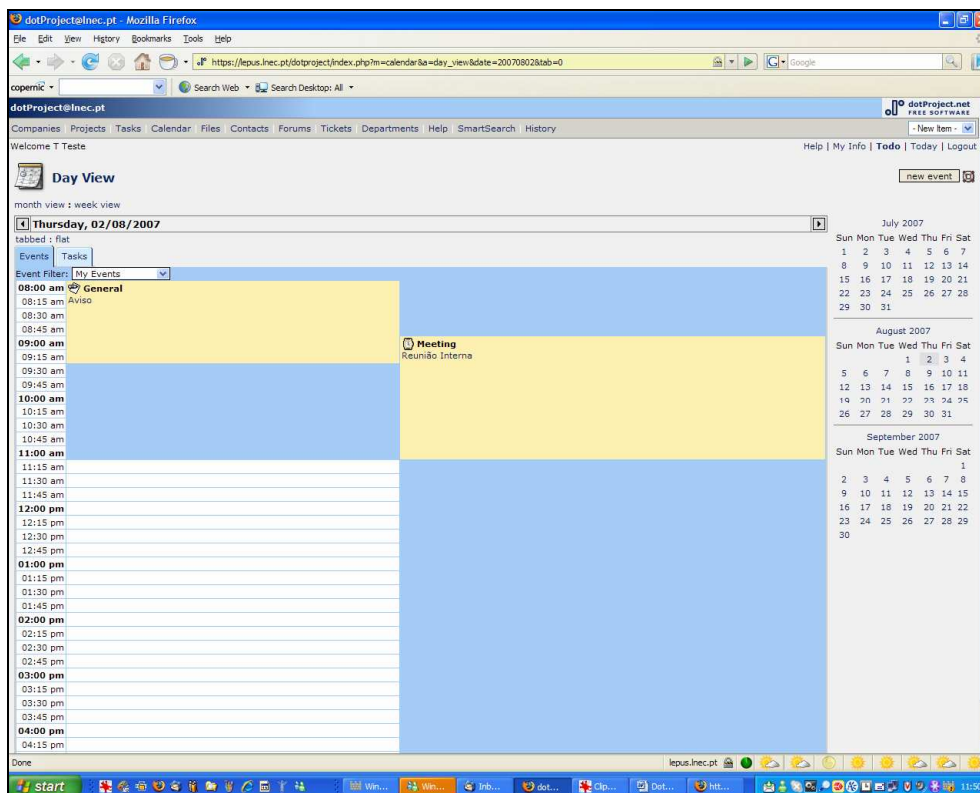 dotProject@lnec.pt - Mozilla Firefox
File Edit View History Bookmarks Tools Help
https://lepus.lnec.pt/dotproject/index.php?m=calendar&a=day_view&date=20070802&tab=0 G Google
copernic Search Web Search Desktop: All
dotProject@lnec.pt dotProject.net
FREE SOFTWARE
Companies Projects Tasks Calendar Files Contacts Forums Tickets Departments Help SmartSearch History - New Item -
Welcome T Teste Help | My Info | Todo | Today | Logout
Day View new event
month view : week view
Thursday, 02/08/2007
tabbed : flat
Events Tasks
Event Filter: My Events
08:00 am General
08:15 am Aviso
08:30 am
08:45 am
09:00 am Meeting
09:15 am Reunião Interna
09:30 am
09:45 am
10:00 am
10:15 am
10:30 am
10:45 am
11:00 am
11:15 am
11:30 am
11:45 am
12:00 pm
12:15 pm
12:30 pm
12:45 pm
01:00 pm
01:15 pm
01:30 pm
01:45 pm
02:00 pm
02:15 pm
02:30 pm
02:45 pm
03:00 pm
03:15 pm
03:30 pm
03:45 pm
04:00 pm
04:15 pm
July 2007
Sun Mon Tue Wed Thu Fri Sat
1 2 3 4 5 6 7
8 9 10 11 12 13 14
15 16 17 18 19 20 21
22 23 24 25 26 27 28
29 30 31
August 2007
Sun Mon Tue Wed Thu Fri Sat
1 2 3 4
5 6 7 8 9 10 11
12 13 14 15 16 17 18
19 20 21 22 23 24 25
26 27 28 29 30 31
September 2007
Sun Mon Tue Wed Thu Fri Sat
1
2 3 4 5 6 7 8
9 10 11 12 13 14 15
16 17 18 19 20 21 22
23 24 25 26 27 28 29
30
Done lepus.lnec.pt
start Win... Win... Inb... dot... Clip... Dot... htt...